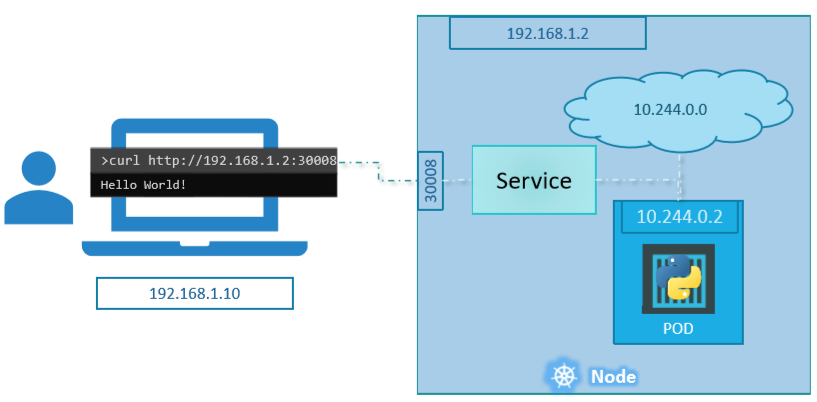 >curl http://192.168.1.2:30008
Hello World!
192.168.1.10
192.168.1.2
10.244.0.0
30008
Service
10.244.0.2
POD
Node